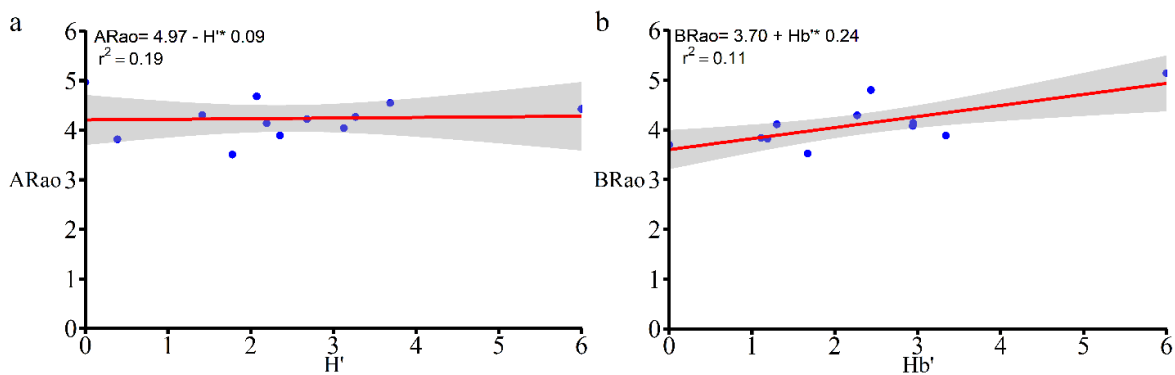 a
ARao= 4.97 - H'* 0.09
r² = 0.19
6
5
4
ARao 3
2
1
0
0 1 2 3 4 5 6
H'
b
BRao= 3.70 + Hb'* 0.24
r² = 0.11
6
5
4
BRao 3
2
1
0
0 1 2 3 4 5 6
Hb'